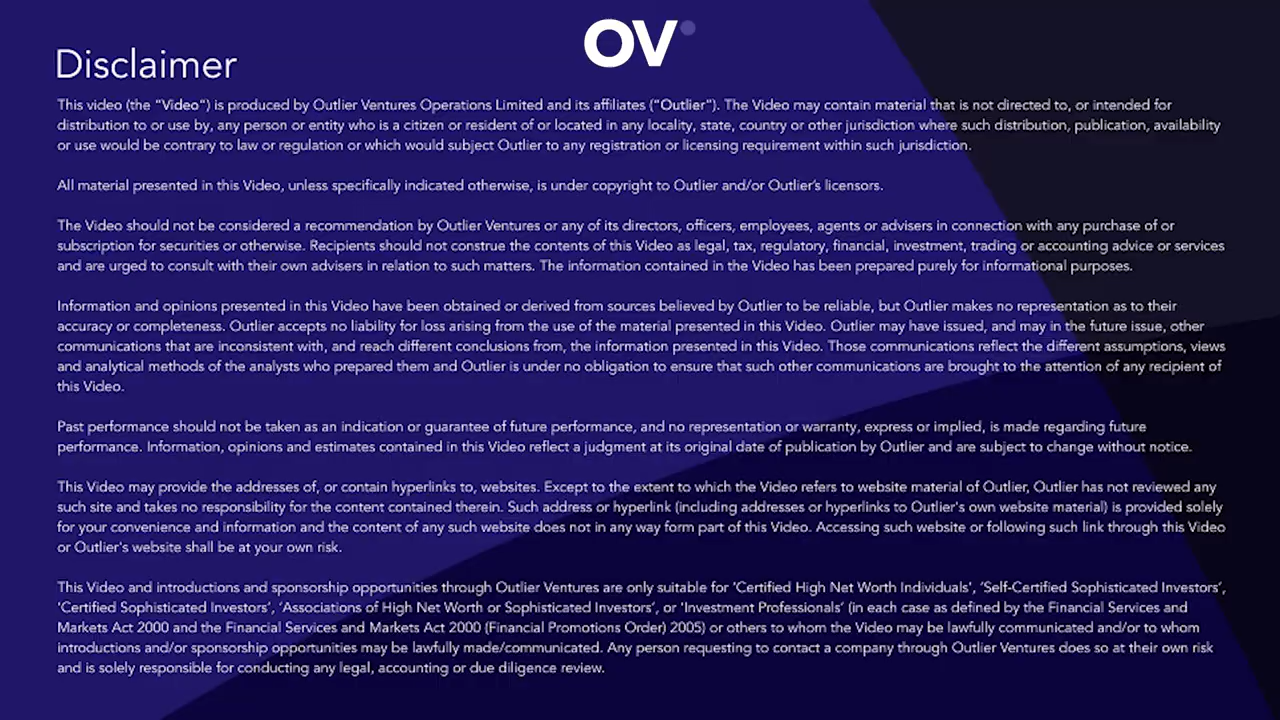 OV
Disclaimer
This video (the “Video”) is produced by Outlier Ventures Operations Limited and its affiliates (“Outlier”). The Video may contain material that is not directed to, or intended for
distribution to or use by, any person or entity who is a citizen or resident of or located in any locality, state, country or other jurisdiction where such distribution, publication, availability
or use would be contrary to law or regulation or which would subject Outlier to any registration or licensing requirement within such jurisdiction.
All material presented in this Video, unless specifically indicated otherwise, is under copyright to Outlier and/or Outlier’s licensors.
The Video should not be considered a recommendation by Outlier Ventures or any of its directors, officers, employees, agents or advisers in connection with any purchase of or
subscription for securities or otherwise. Recipients should not construe the contents of this Video as legal, tax, regulatory, financial, investment, trading or accounting advice or services
and are urged to consult with their own advisers in relation to such matters. The information contained in the Video has been prepared purely for informational purposes.
Information and opinions presented in this Video have been obtained or derived from sources believed by Outlier to be reliable, but Outlier makes no representation as to their
accuracy or completeness. Outlier accepts no liability for loss arising from the use of the material presented in this Video. Outlier may have issued, and may in the future issue, other
communications that are inconsistent with, and reach different conclusions from, the information presented in this Video. Those communications reflect the different assumptions, views
and analytical methods of the analysts who prepared them and Outlier is under no obligation to ensure that such other communications are brought to the attention of any recipient of
this Video.
Past performance should not be taken as an indication or guarantee of future performance, and no representation or warranty, express or implied, is made regarding future
performance. Information, opinions and estimates contained in this Video reflect a judgment at its original date of publication by Outlier and are subject to change without notice.
This Video may provide the addresses of, or contain hyperlinks to, websites. Except to the extent to which the Video refers to website material of Outlier, Outlier has not reviewed any
such site and takes no responsibility for the content contained therein. Such address or hyperlink (including addresses or hyperlinks to Outlier's own website material) is provided solely
for your convenience and information and the content of any such website does not in any way form part of this Video. Accessing such website or following such link through this Video
or Outlier's website shall be at your own risk.
This Video and introductions and sponsorship opportunities through Outlier Ventures are only suitable for 'Certified High Net Worth Individuals', ‘Self-Certified Sophisticated Investors’,
‘Certified Sophisticated Investors’, ‘Associations of High Net Worth or Sophisticated Investors’, or ‘Investment Professionals’ (in each case as defined by the Financial Services and
Markets Act 2000 and the Financial Services and Markets Act 2000 (Financial Promotions Order) 2005) or others to whom the Video may be lawfully communicated and/or to whom
introductions and/or sponsorship opportunities may be lawfully made/communicated. Any person requesting to contact a company through Outlier Ventures does so at their own risk
and is solely responsible for conducting any legal, accounting or due diligence review.